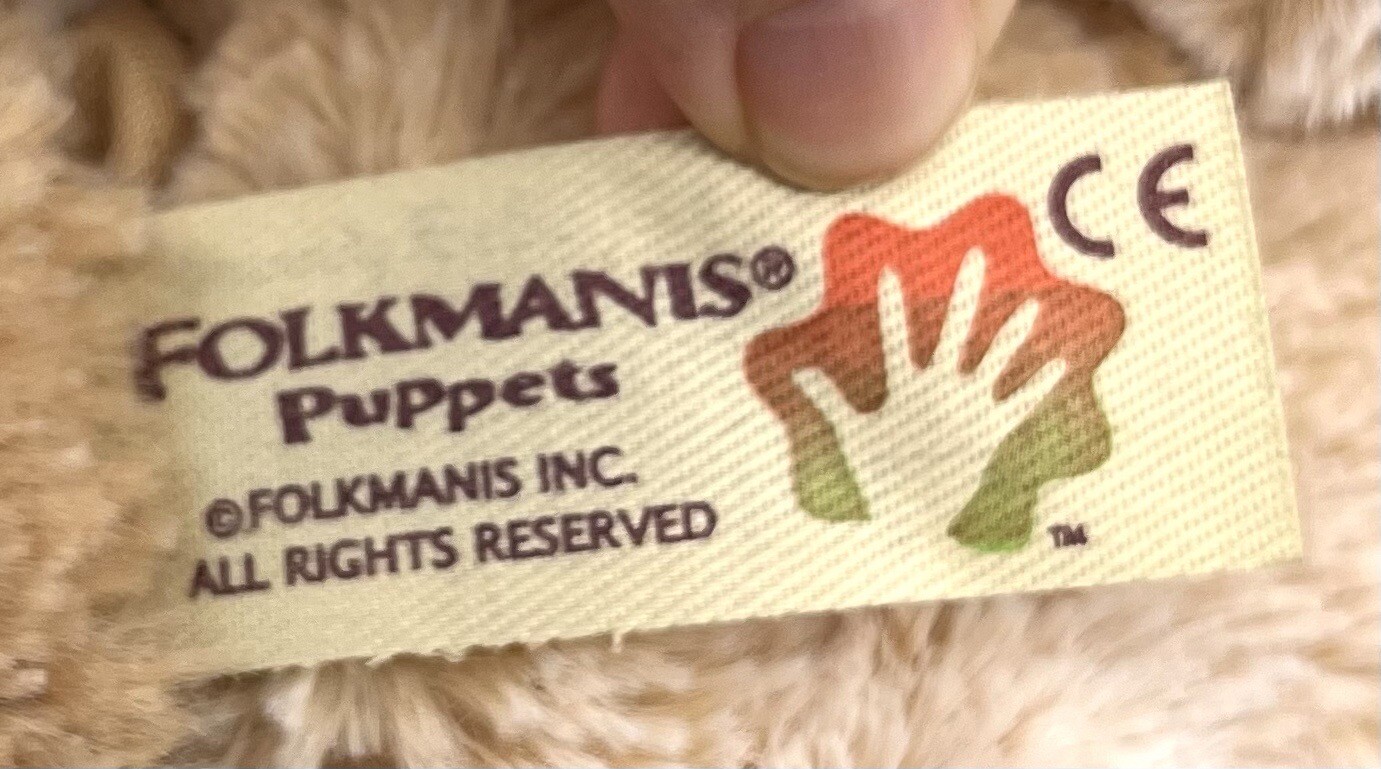 FOLKMANIS®
Puppets
©FOLKMANIS INC.
ALL RIGHTS RESERVED
CE
TM